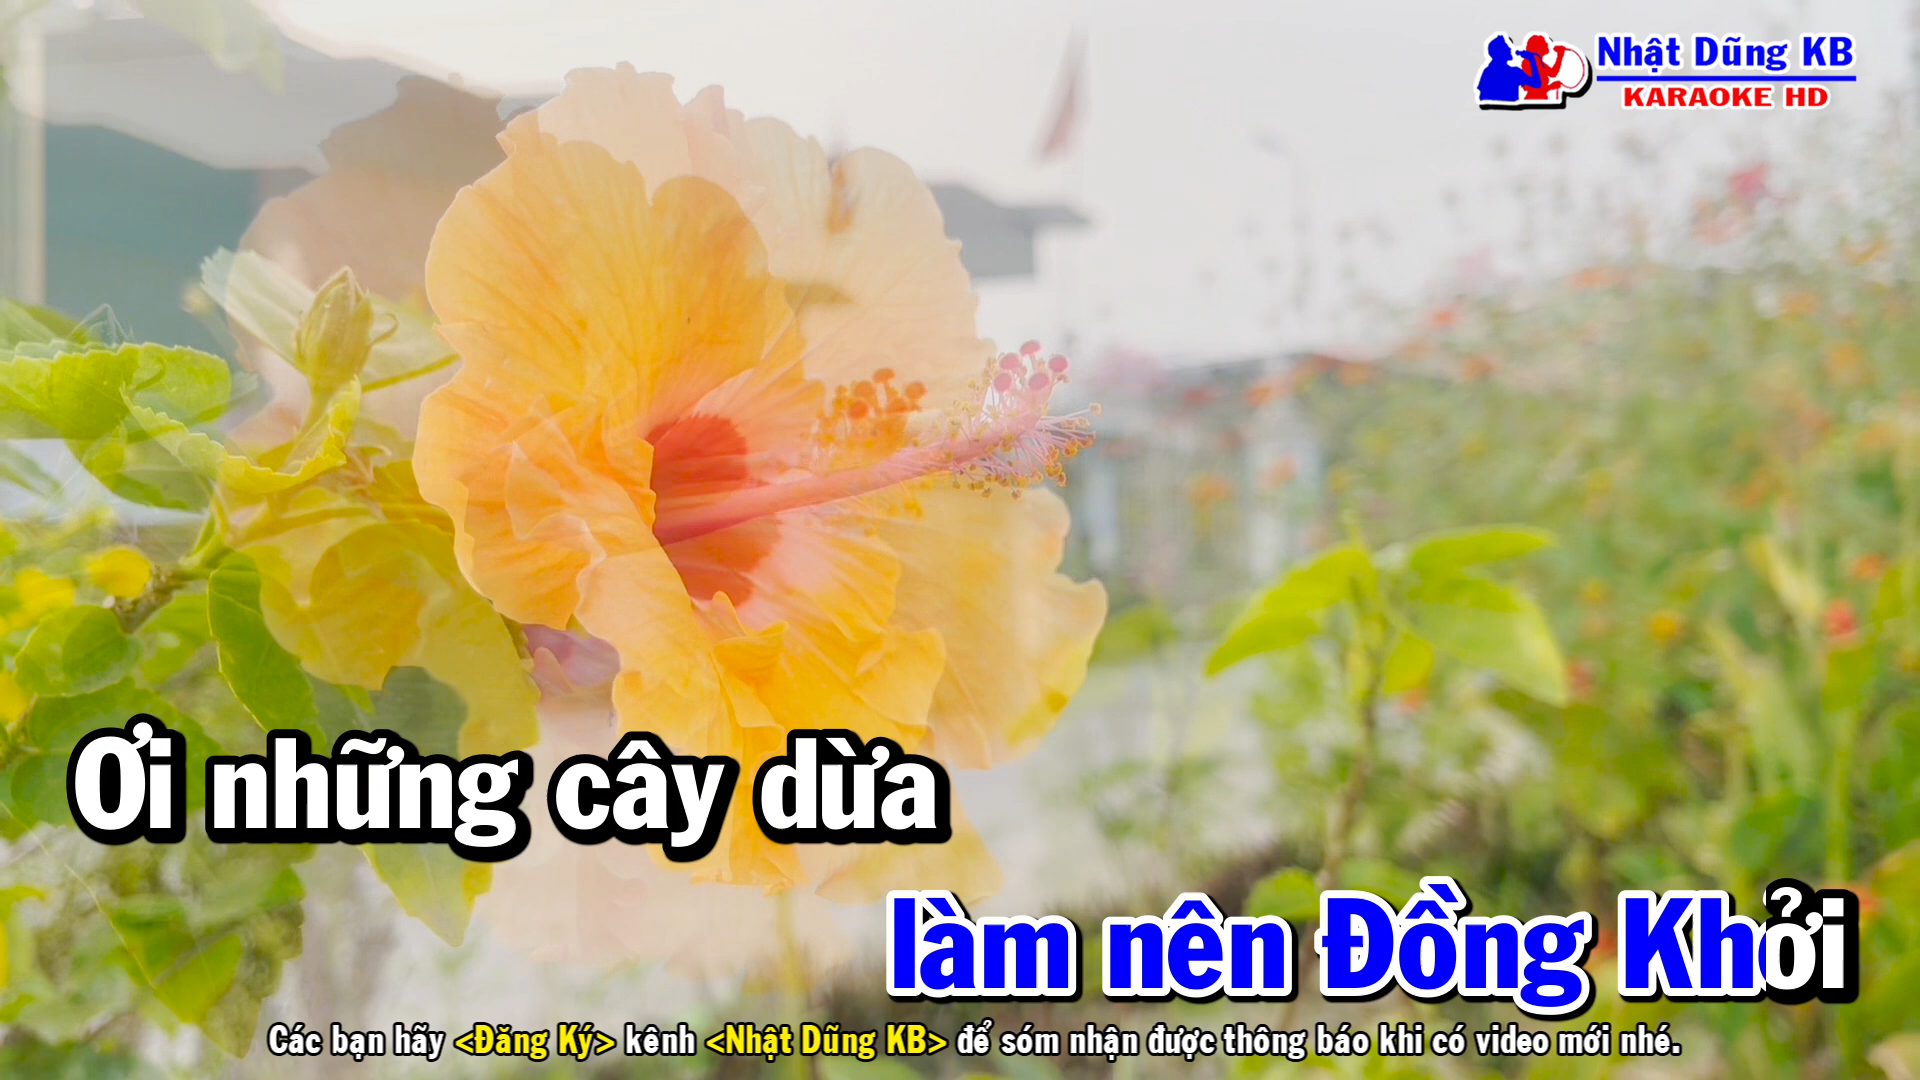 Nhật Dũng KB
KARAOKE HD
Ơi những cây dừa
làm nên Đồng Khởi
Các bạn hãy <Đăng Ký> kênh <Nhật Dũng KB> để sóm nhận được thông báo khi có video mới nhé.